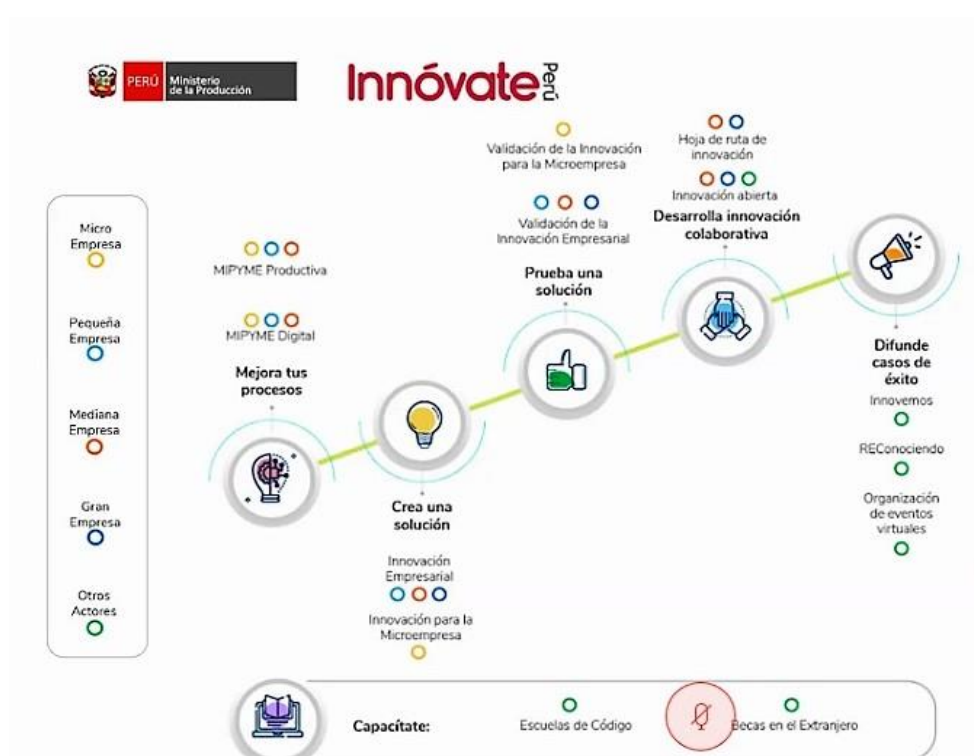 PERÚ
Ministerio
de la Producción
Innóvate
Perú
Micro
Empresa
Pequeña
Empresa
Mediana
Empresa
Gran
Empresa
Otros
Actores
MIPYME Productiva
MIPYME Digital
Mejora tus
procesos
Crea una
solución
Innovación
Empresarial
Innovación para la
Microempresa
Validación de la Innovación
para la Microempresa
Validación de la
Innovación Empresarial
Prueba una
solución
Hoja de ruta de
innovación
Innovación abierta
Desarrolla innovación
colaborativa
Difunde
casos de
éxito
Innovemos
REConociendo
Organización
de eventos
virtuales
Capacítate:
Escuelas de Código
Becas en el Extranjero